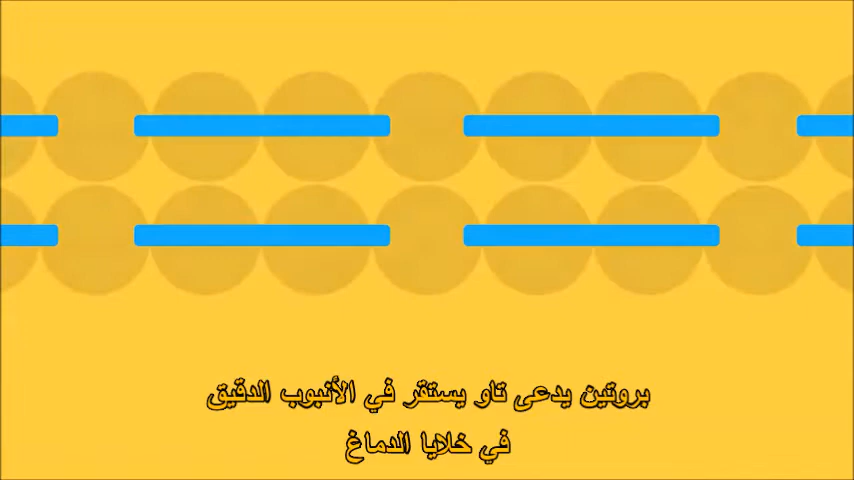 بروتين يدعى تاو يستقر في الأنبوب الدقيق
في خلايا الدماغ